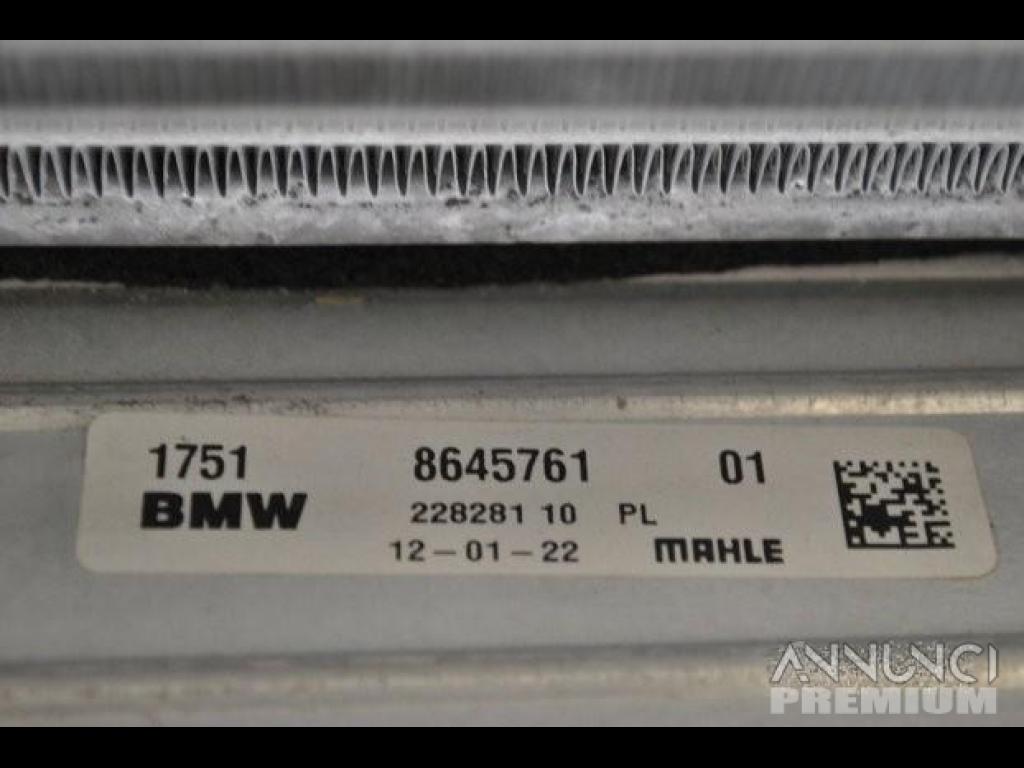 1751 8645761 01
BMW 228281 10 PL
12-01-22 MAHLE
ANNUNCI
PREMIUM